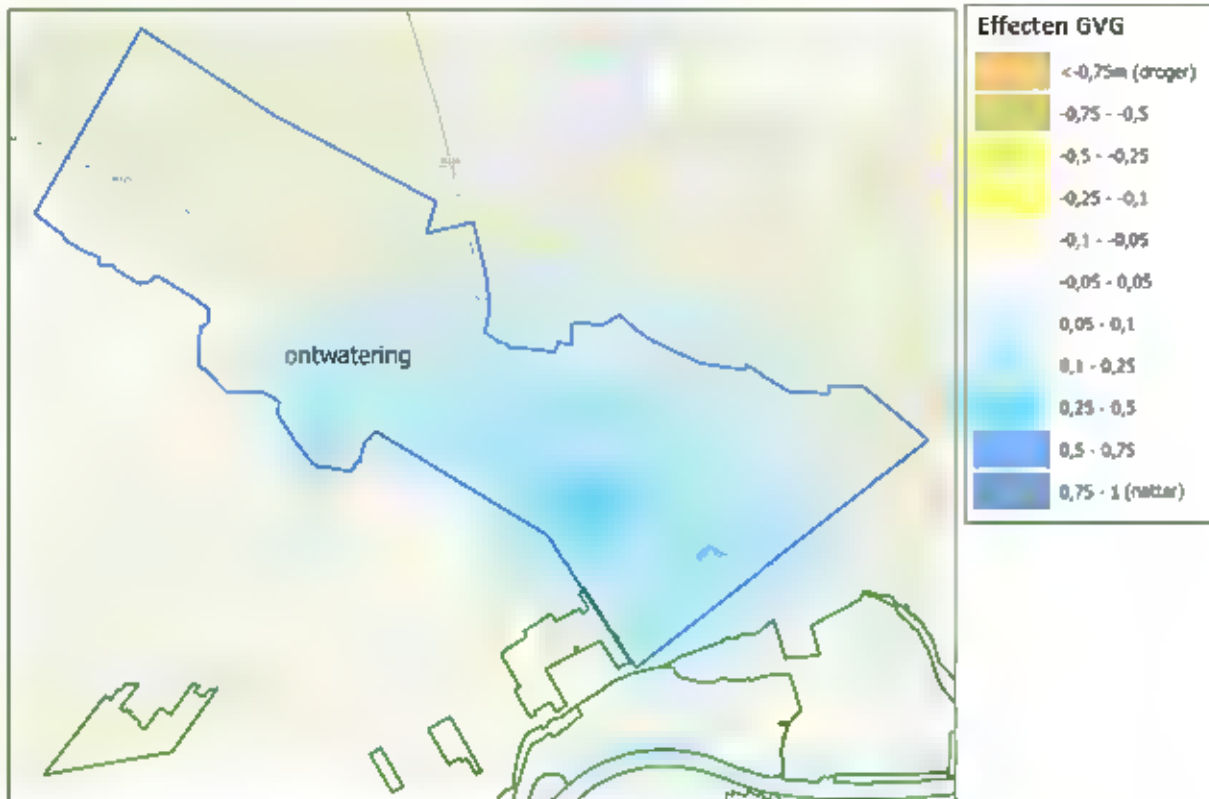 ontwatering
Effecten GVG
<-0,75m (droger)
-0,75 - -0,5
-0,5 - -0,25
-0,25 - -0,1
-0,1 - -0,05
-0,05 - 0,05
0,05 - 0,1
0,1 - 0,25
0,25 - 0,5
0,5 - 0,75
0,75 - 1 (natter)